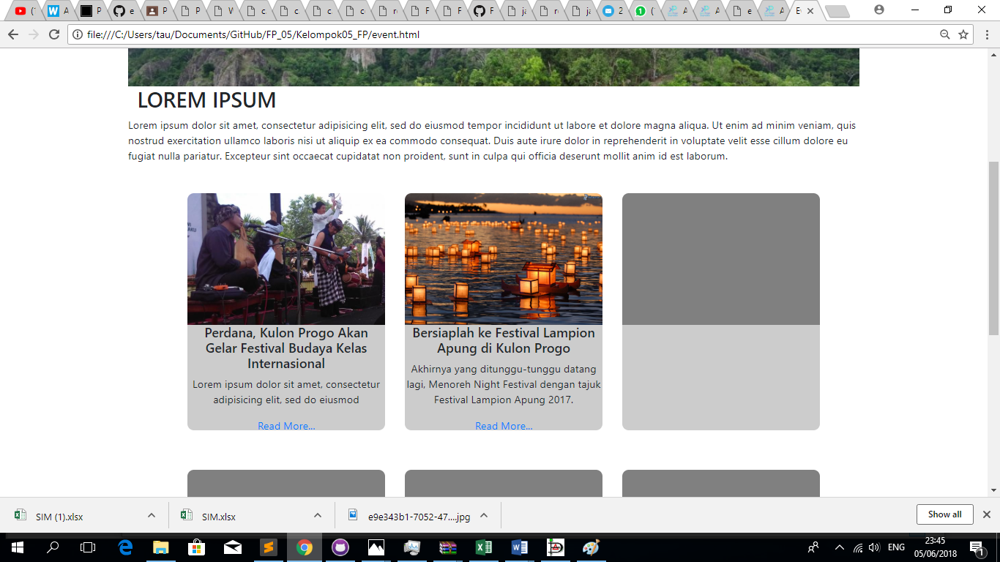 file:///C:/Users/tau/Documents/GitHub/FP_05/Kelompok05_FP/event.html
LOREM IPSUM
Lorem ipsum dolor sit amet, consectetur adipisicing elit, sed do eiusmod tempor incididunt ut labore et dolore magna aliqua. Ut enim ad minim veniam, quis
nostrud exercitation ullamco laboris nisi ut aliquip ex ea commodo consequat. Duis aute irure dolor in reprehenderit in voluptate velit esse cillum dolore eu
fugiat nulla pariatur. Excepteur sint occaecat cupidatat non proident, sunt in culpa qui officia deserunt mollit anim id est laborum.
Perdana, Kulon Progo Akan
Gelar Festival Budaya Kelas
Internasional
Lorem ipsum dolor sit amet, consectetur
adipisicing elit, sed do eiusmod
Read More...
Bersiaplah ke Festival Lampion
Apung di Kulon Progo
Akhirnya yang ditunggu-tunggu datang
lagi, Menoreh Night Festival dengan tajuk
Festival Lampion Apung 2017.
Read More...
SIM (1).xlsx
SIM.xlsx
e9e343b1-7052-47....jpg
Show all
ENG
23:45
05/06/2018
1